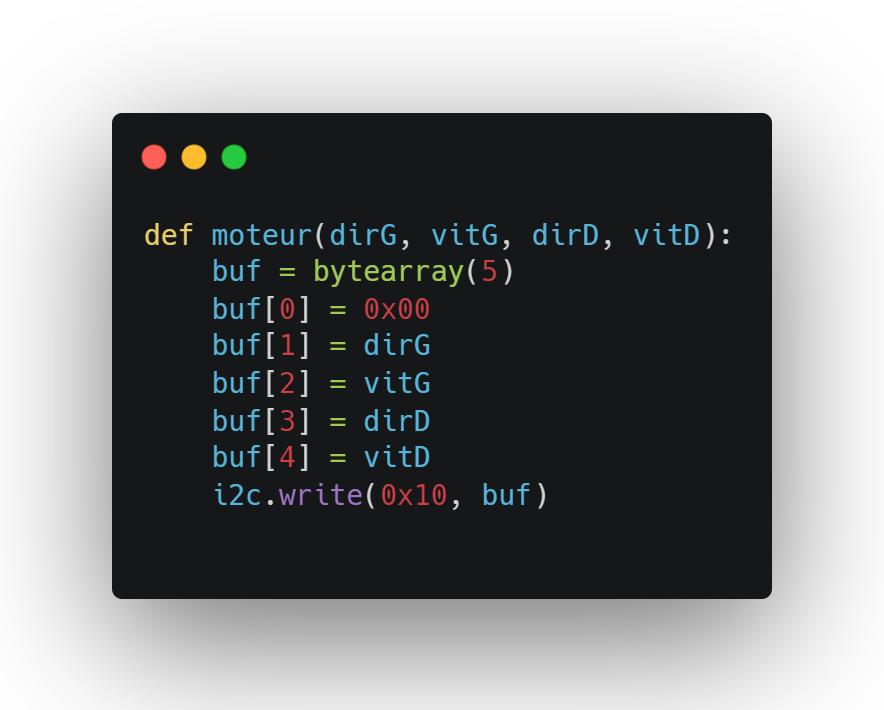 def moteur(dirG, vitG, dirD, vitD):
    buf = bytearray(5)
    buf[0] = 0x00
    buf[1] = dirG
    buf[2] = vitG
    buf[3] = dirD
    buf[4] = vitD
    i2c.write(0x10, buf)